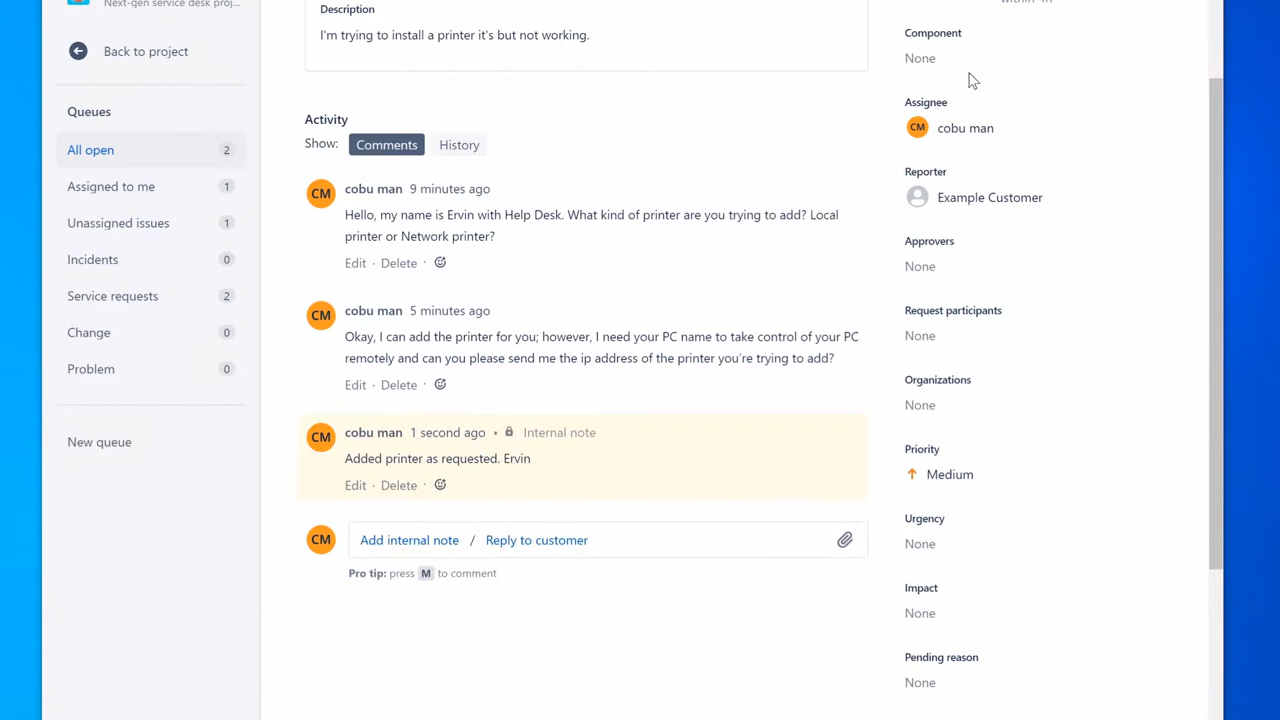 Next-gen service desk proj...
Back to project
Queues
All open 2
Assigned to me 1
Unassigned issues 1
Incidents 0
Service requests 2
Change 0
Problem 0
New queue
Description
I'm trying to install a printer it's but not working.
Activity
Show: Comments History
CM cobu man 9 minutes ago
Hello, my name is Ervin with Help Desk. What kind of printer are you trying to add? Local
printer or Network printer?
Edit · Delete ·
CM cobu man 5 minutes ago
Okay, I can add the printer for you; however, I need your PC name to take control of your PC
remotely and can you please send me the ip address of the printer you're trying to add?
Edit · Delete ·
CM cobu man 1 second ago • Internal note
Added printer as requested. Ervin
Edit · Delete ·
CM Add internal note / Reply to customer
Pro tip: press M to comment
within 4h
Component
None
Assignee
CM cobu man
Reporter
Example Customer
Approvers
None
Request participants
None
Organizations
None
Priority
Medium
Urgency
None
Impact
None
Pending reason
None